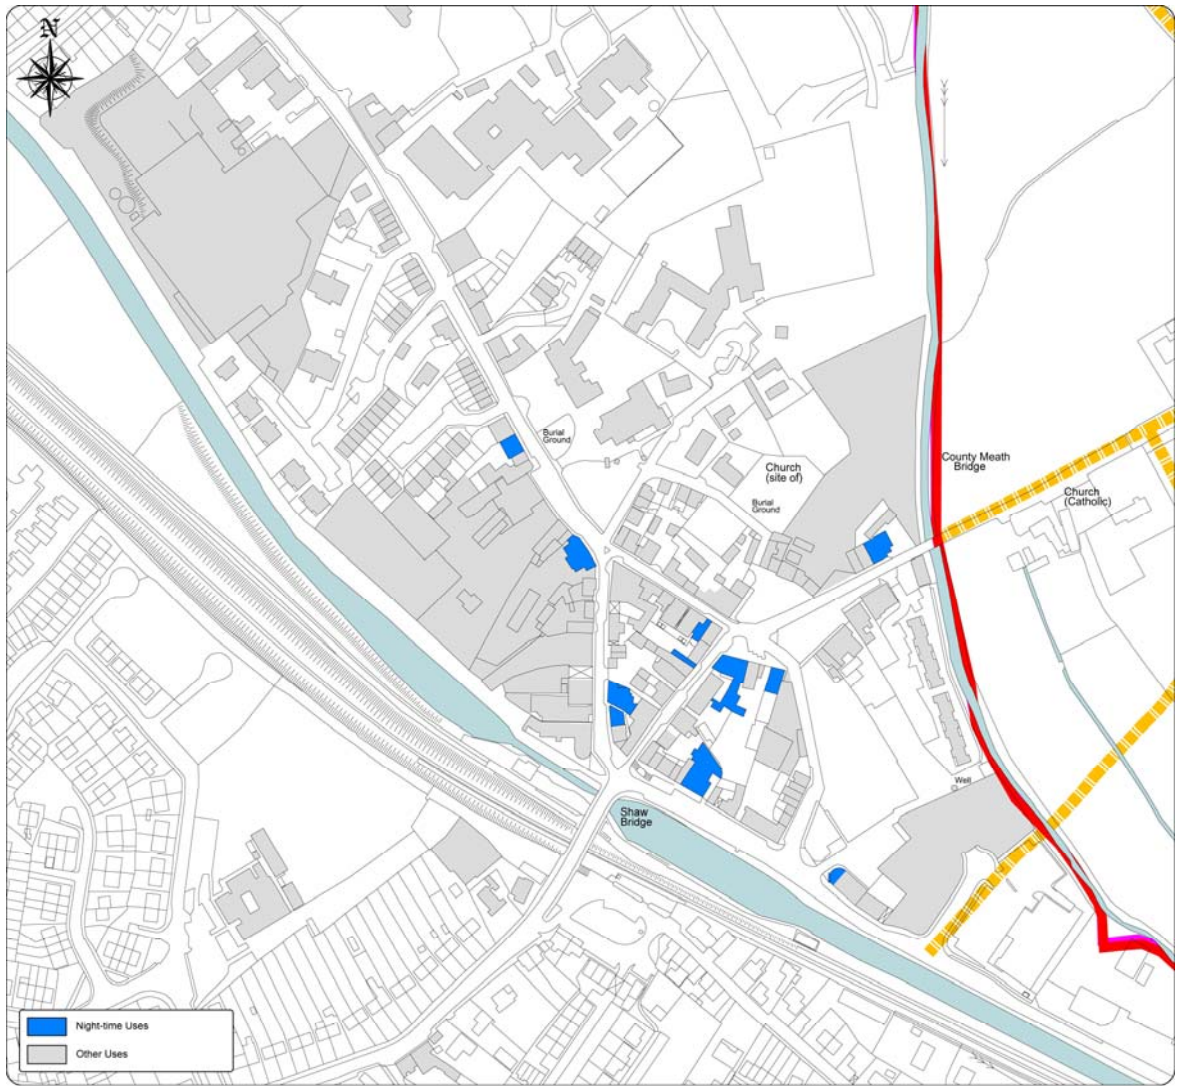 N
Burial
Ground
Church
(site of)
Burial
Ground
County Meath
Bridge
Church
(Catholic)
Well
Shaw
Bridge
Night-time Uses
Other Uses